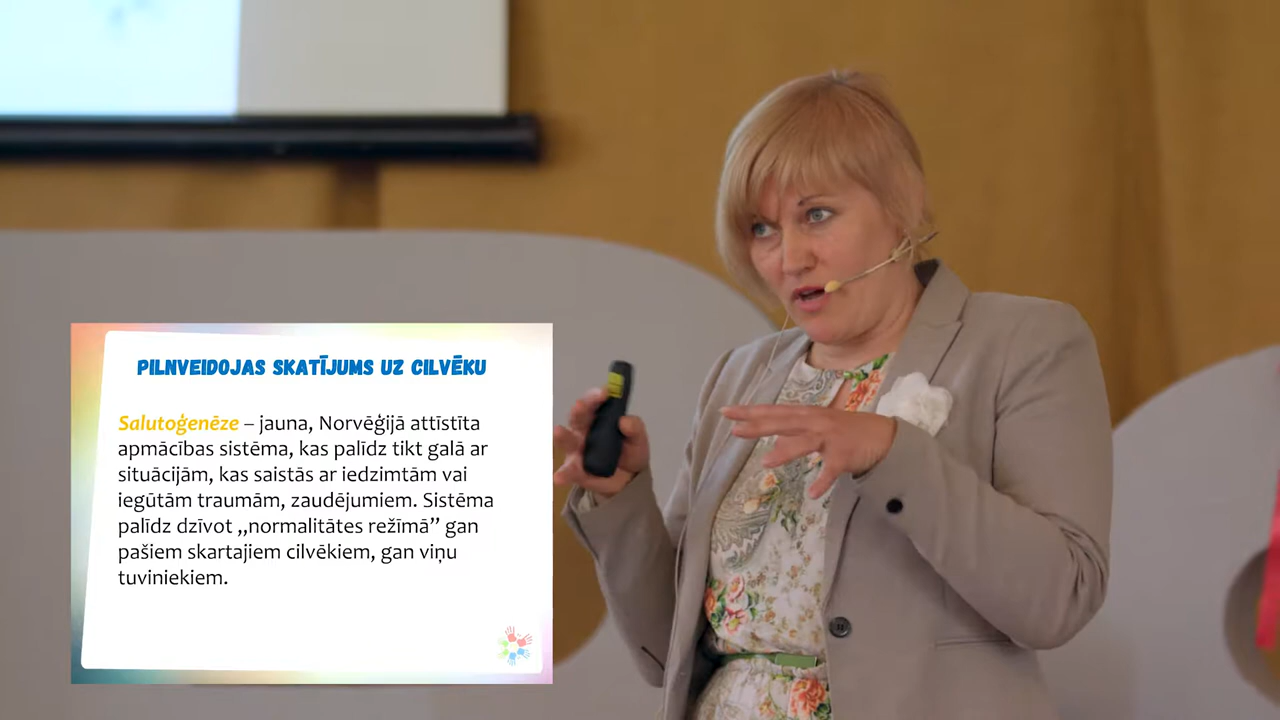 PILNVEIDOJAS SKATĪJUMS UZ CILVĒKU
Salutoģenēze – jauna, Norvēģijā attīstīta
apmācības sistēma, kas palīdz tikt galā ar
situācijām, kas saistās ar iedzimtām vai
iegūtām traumām, zaudējumiem. Sistēma
palīdz dzīvot „normalitātes režīmā” gan
pašiem skartajiem cilvēkiem, gan viņu
tuviniekiem.